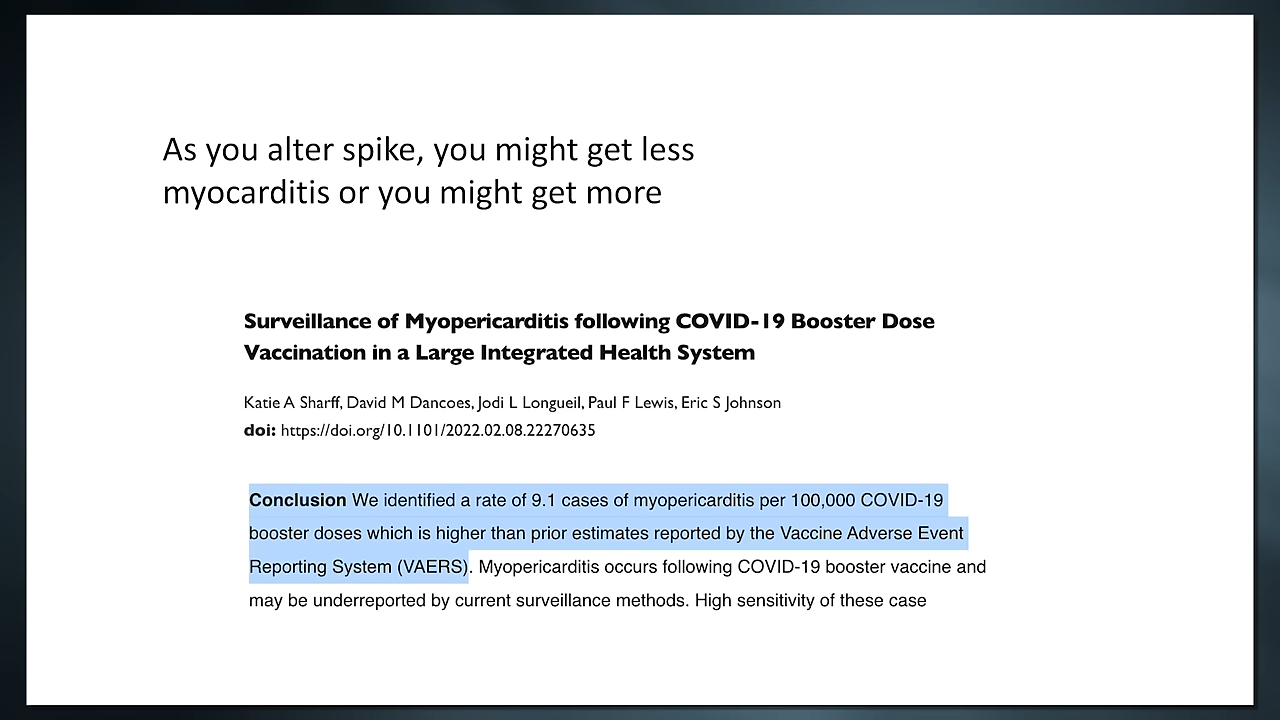 As you alter spike, you might get less
myocarditis or you might get more
Surveillance of Myopericarditis following COVID-19 Booster Dose
Vaccination in a Large Integrated Health System
Katie A Sharff, David M Dancoes, Jodi L Longueil, Paul F Lewis, Eric S Johnson
doi: https://doi.org/10.1101/2022.02.08.22270635
Conclusion We identified a rate of 9.1 cases of myopericarditis per 100,000 COVID-19
booster doses which is higher than prior estimates reported by the Vaccine Adverse Event
Reporting System (VAERS). Myopericarditis occurs following COVID-19 booster vaccine and
may be underreported by current surveillance methods. High sensitivity of these case